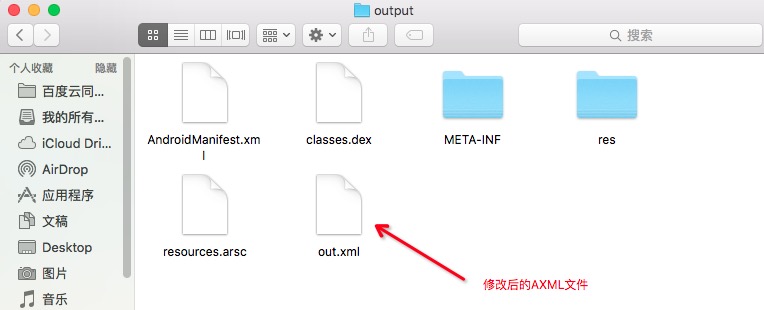 output
搜索
个人收藏
隐藏
百度云同...
我的所有...
iCloud Dri...
AirDrop
应用程序
文稿
Desktop
图片
音乐
AndroidManifest.xm
l
classes.dex
META-INF
res
resources.arsc
out.xml
修改后的AXML文件